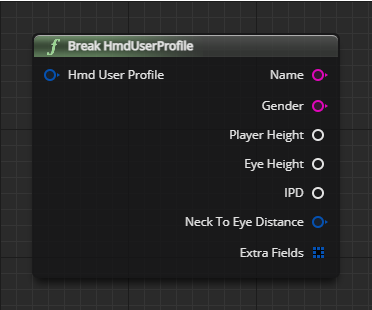 f Break HmdUserProfile
Hmd User Profile
Name
Gender
Player Height
Eye Height
IPD
Neck To Eye Distance
Extra Fields